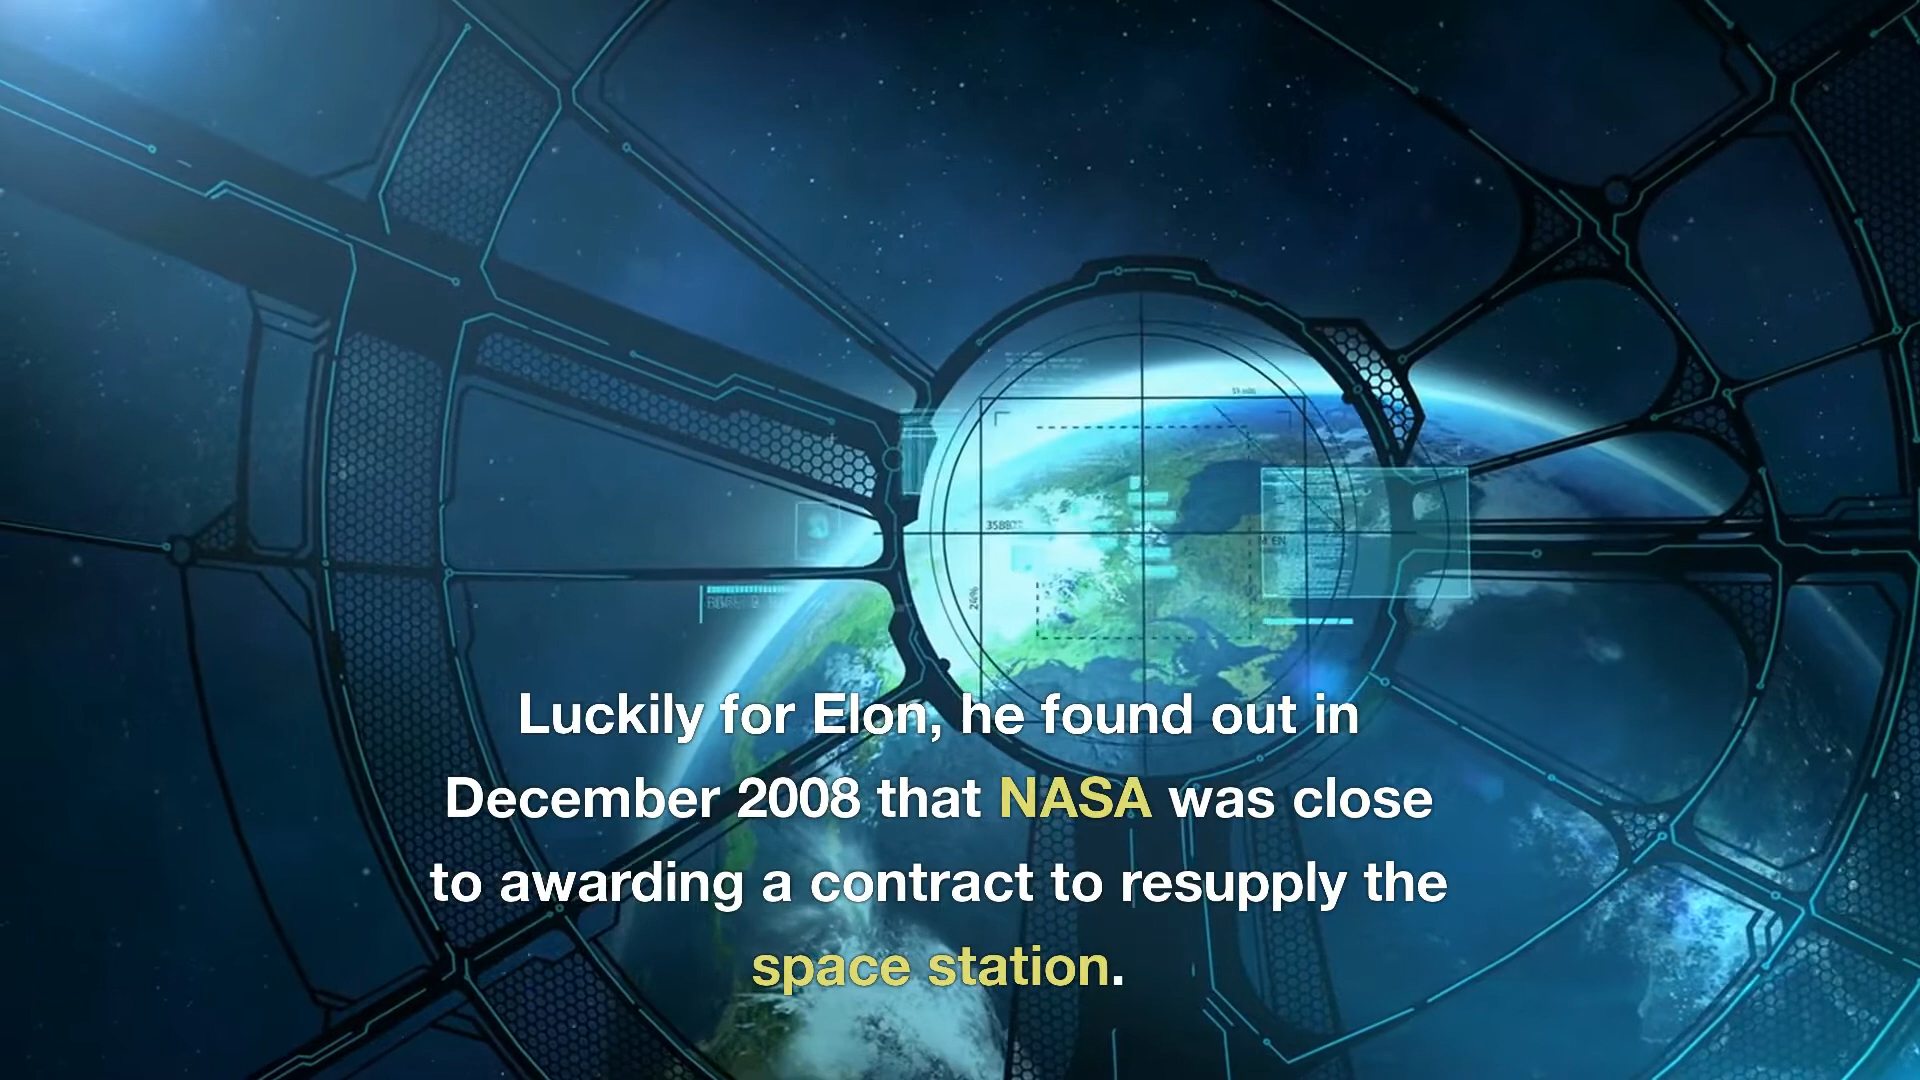 Luckily for Elon, he found out in
December 2008 that NASA was close
to awarding a contract to resupply the
space station.